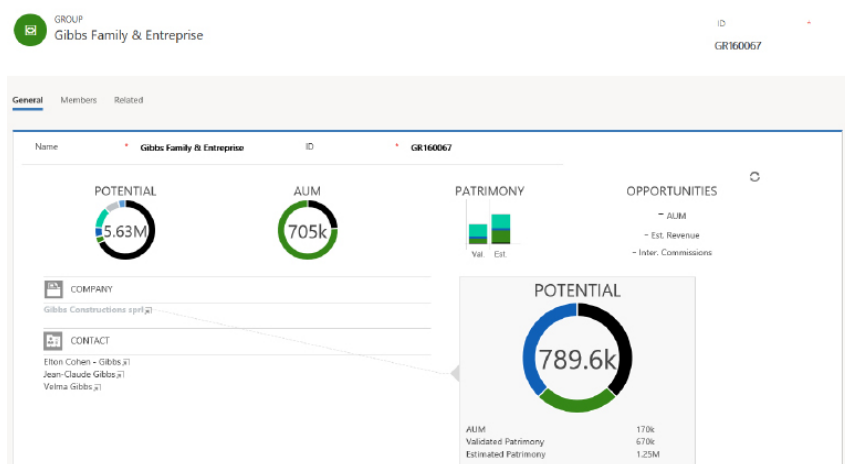 GROUP
Gibbs Family & Entreprise
ID *
GR160067
General Members Related
Name * Gibbs Family & Entreprise ID * GR160067
POTENTIAL AUM PATRIMONY OPPORTUNITIES
5.63M 705k
- AUM
- Est. Revenue
- Inter. Commissions
Val. Est.
COMPANY
Gibbs Constructions sprl
CONTACT
Elton Cohen - Gibbs
Jean-Claude Gibbs
Velma Gibbs
POTENTIAL
789.6k
AUM 170k
Validated Patrimony 670k
Estimated Patrimony 1.25M